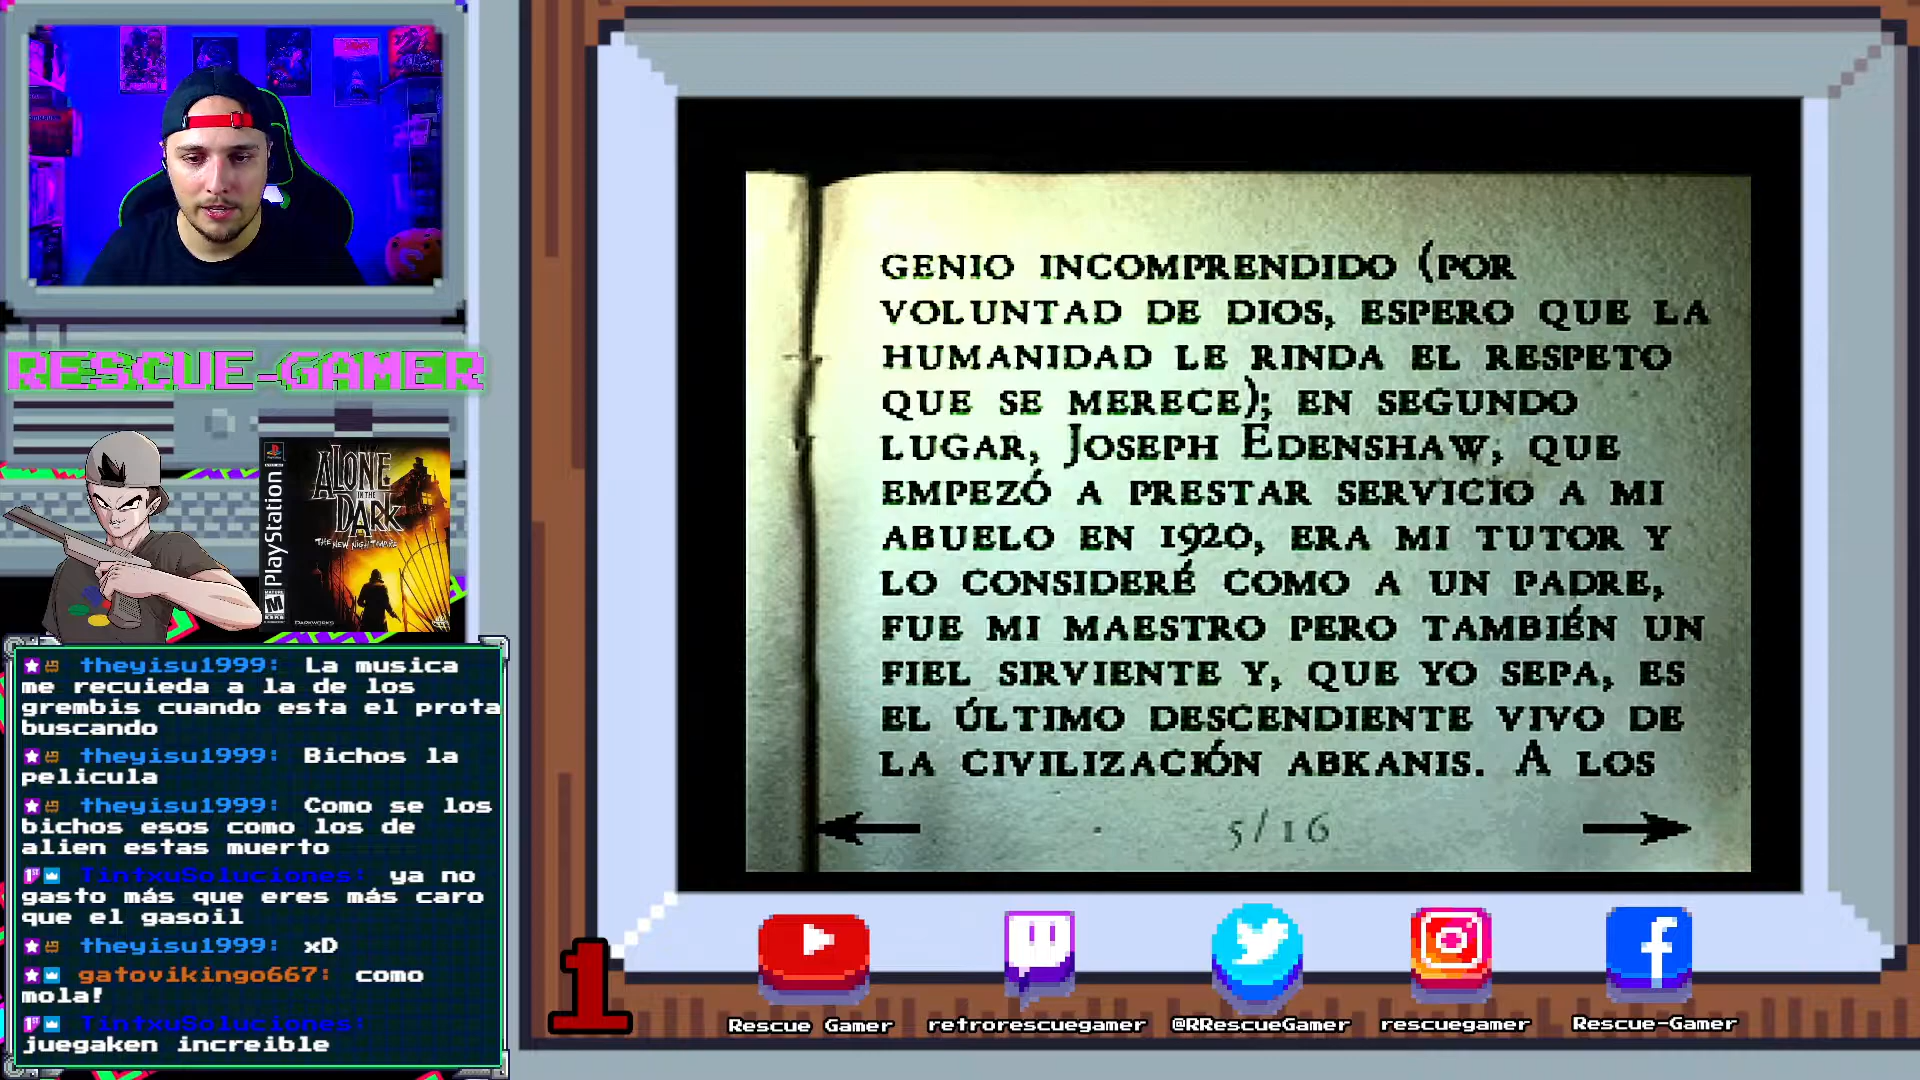 RESCUE-GAMER
PlayStation
ALONE
IN THE
DARK
THE NEW NIGHTMARE
DARKWORKS
theyisu1999: La musica
me recuieda a la de los
grembis cuando esta el prota
buscando
theyisu1999: Bichos la
pelicula
theyisu1999: Como se los
bichos esos como los de
alien estas muerto
TintxuSoluciones: ya no
gasto más que eres más caro
que el gasoil
theyisu1999: xD
gatovikingo667: como
mola!
TintxuSoluciones:
juegaken increible
GENIO INCOMPRENDIDO (POR
VOLUNTAD DE DIOS, ESPERO QUE LA
HUMANIDAD LE RINDA EL RESPETO
QUE SE MERECE); EN SEGUNDO
LUGAR, JOSEPH EDENSHAW, QUE
EMPEZÓ A PRESTAR SERVICIO A MI
ABUELO EN 1920, ERA MI TUTOR Y
LO CONSIDERÉ COMO A UN PADRE,
FUE MI MAESTRO PERO TAMBIÉN UN
FIEL SIRVIENTE Y, QUE YO SEPA, ES
EL ÚLTIMO DESCENDIENTE VIVO DE
LA CIVILIZACIÓN ABKANIS. A LOS
5/16
1
Rescue Gamer
retrorescuegamer
@RRescueGamer
rescuegamer
Rescue-Gamer